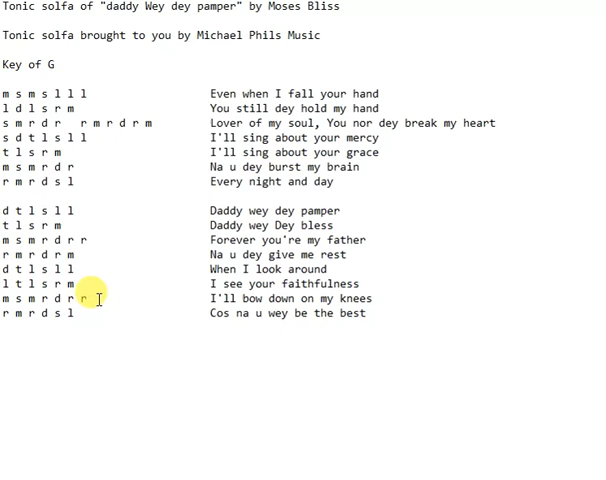 Tonic solfa of "daddy Wey dey pamper" by Moses Bliss
Tonic solfa brought to you by Michael Phils Music
Key of G
m s m s l l l Even when I fall your hand
l d l s r m You still dey hold my hand
s m r d r r m r d r m Lover of my soul, You nor dey break my heart
s d t l s l l I'll sing about your mercy
t l s r m I'll sing about your grace
m s m r d r Na u dey burst my brain
r m r d s l Every night and day
d t l s l l Daddy wey dey pamper
t l s r m Daddy wey Dey bless
m s m r d r r Forever you're my father
r m r d r m Na u dey give me rest
d t l s l l When I look around
l t l s r m I see your faithfulness
m s m r d r r I'll bow down on my knees
r m r d s l Cos na u wey be the best